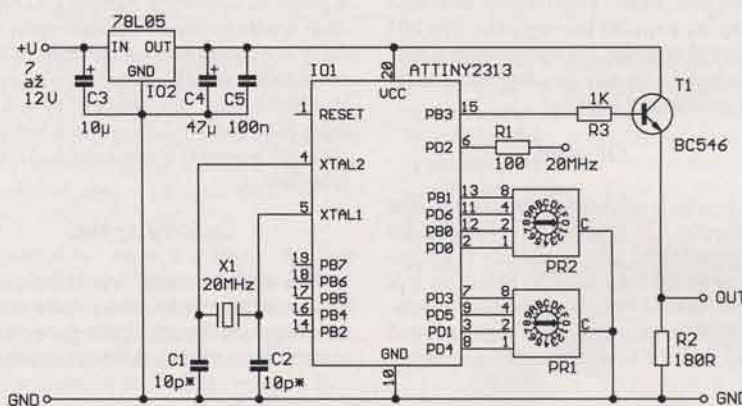 78L05
+U
IN OUT
GND
7
až
12V
C3
10µ
IO2
C4
47µ
C5
100n
IO1
ATTINY2313
20
VCC
1
RESET
4
XTAL2
5
XTAL1
19
PB7
18
PB6
17
PB5
16
PB4
14
PB2
X1
20MHz
C1
10p*
C2
10p*
GND
10
GND
PB3
15
1K
R3
T1
BC546
PD2
6
R1
100
20MHz
PB1
13
8
PD6
11
4
PB0
12
2
PD0
2
1
C
PR2
PD3
7
8
PD5
9
4
PD1
3
2
PD4
8
1
C
PR1
OUT
R2
180R
GND